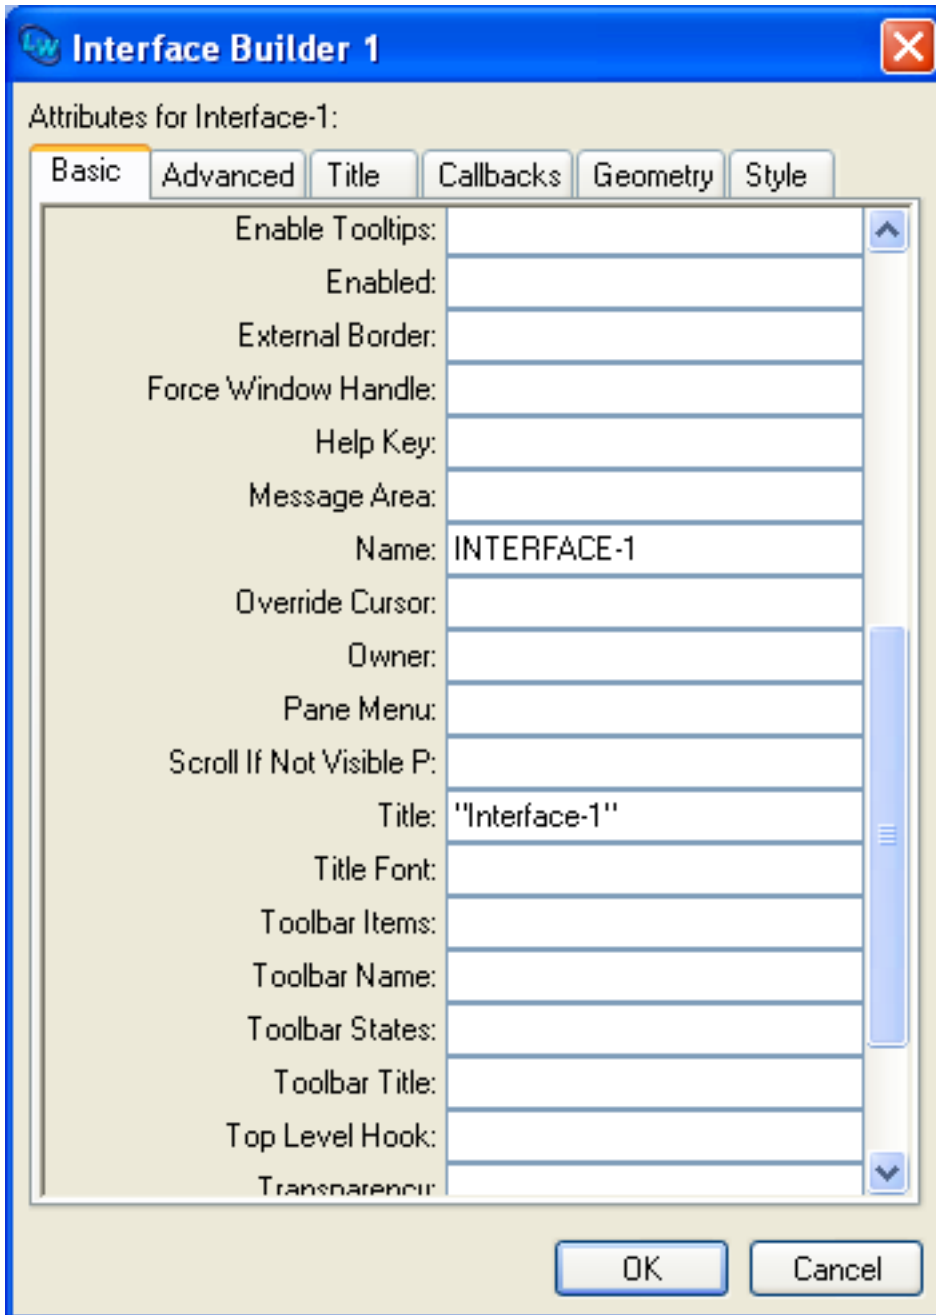 LW Interface Builder 1
Attributes for Interface-1:
Basic Advanced Title Callbacks Geometry Style
Enable Tooltips:
Enabled:
External Border:
Force Window Handle:
Help Key:
Message Area:
Name: INTERFACE-1
Override Cursor:
Owner:
Pane Menu:
Scroll If Not Visible P:
Title: "Interface-1"
Title Font:
Toolbar Items:
Toolbar Name:
Toolbar States:
Toolbar Title:
Top Level Hook:
Transparency:
OK Cancel